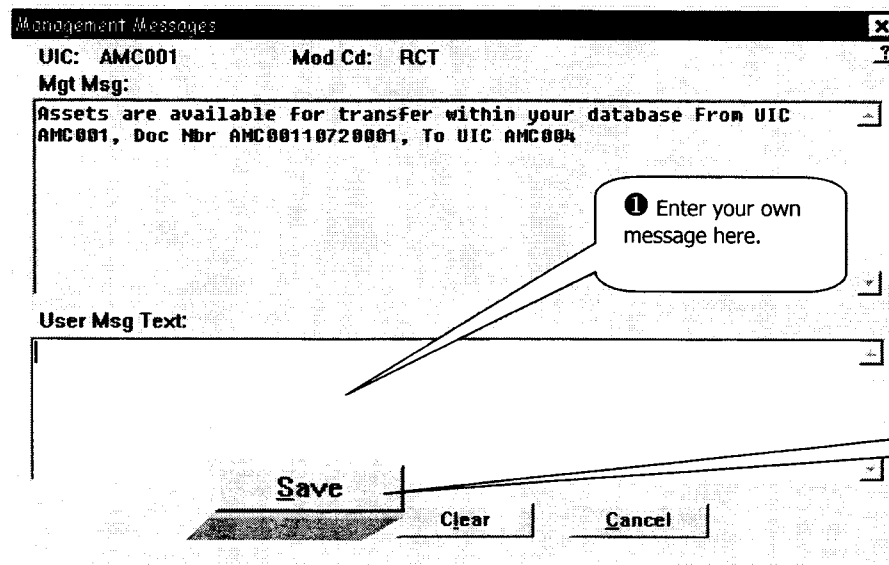 Management Messages
UIC: AMC001 Mod Cd: RCT
Mgt Msg:
Assets are available for transfer within your database From UIC
AMC001, Doc Nbr AMC00110720001, To UIC AMC004
❶ Enter your own
message here.
User Msg Text:
Save
Clear Cancel